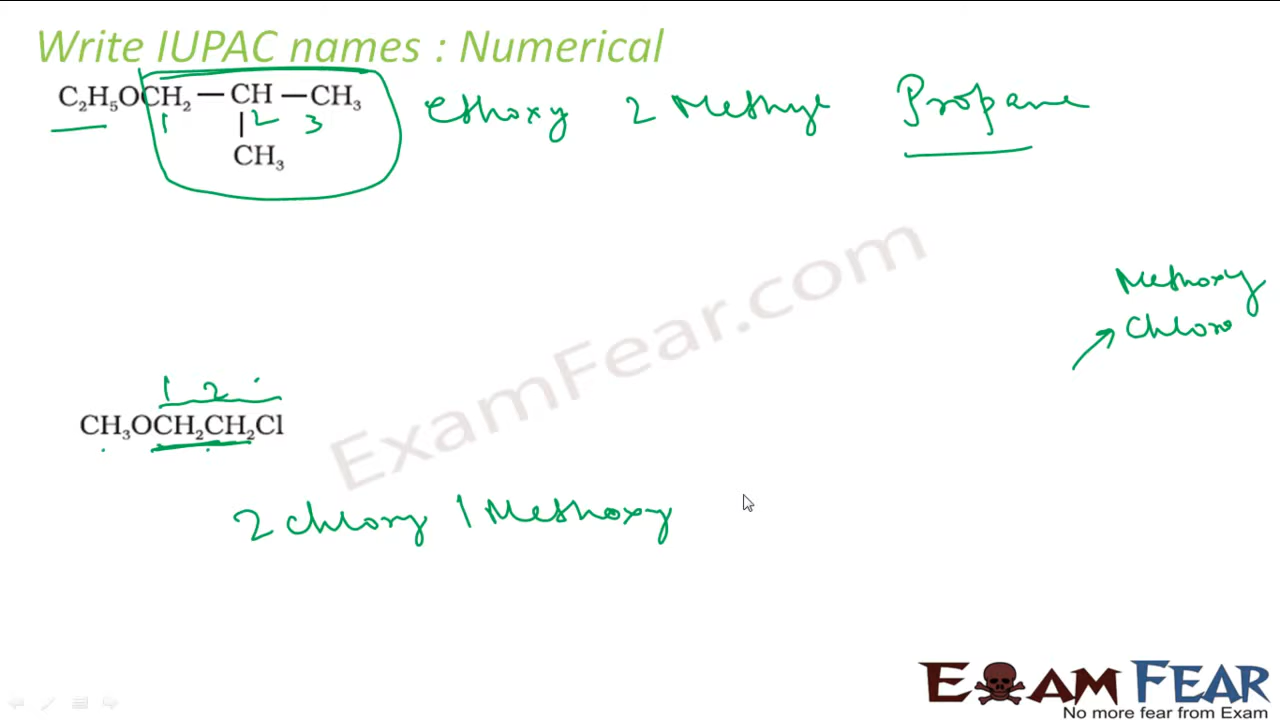 Write IUPAC names : Numerical
C₂H₅OCH₂ — CH — CH₃ Ethoxy 2 Methyl Propane
1 2 3
|
CH₃
ExamFear.com
Methoxy
Chloro
1 2
CH₃OCH₂CH₂Cl
2 chlory 1 Methoxy
EXAM FEAR
No more fear from Exam